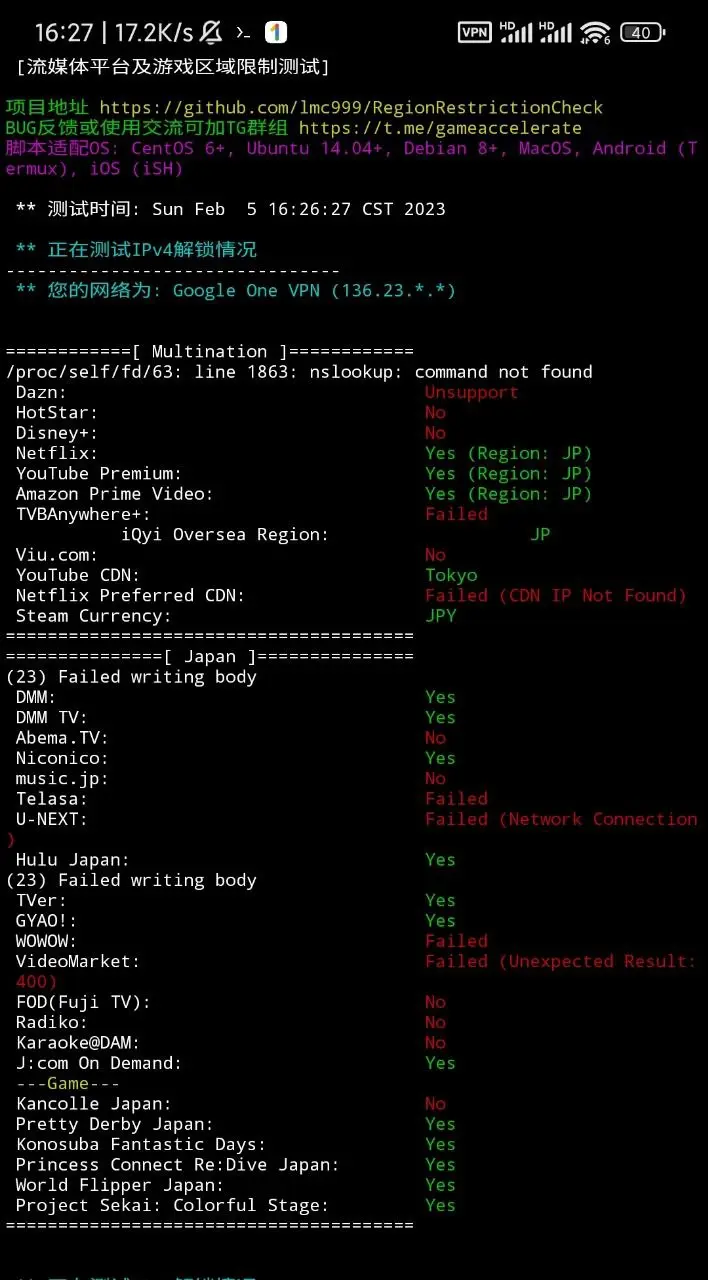 16:27 | 17.2K/s VPN HD HD 6 40
[流媒体平台及游戏区域限制测试]
项目地址 https://github.com/lmc999/RegionRestrictionCheck
BUG反馈或使用交流可加TG群组 https://t.me/gameaccelerate
脚本适配OS: CentOS 6+, Ubuntu 14.04+, Debian 8+, MacOS, Android (T
ermux), iOS (iSH)
** 测试时间: Sun Feb  5 16:26:27 CST 2023
** 正在测试IPv4解锁情况
--------------------------------
** 您的网络为: Google One VPN (136.23.*.*)
============[ Multination ]============
/proc/self/fd/63: line 1863: nslookup: command not found
Dazn: Unsupport
HotStar: No
Disney+: No
Netflix: Yes (Region: JP)
YouTube Premium: Yes (Region: JP)
Amazon Prime Video: Yes (Region: JP)
TVBAnywhere+: Failed
iQyi Oversea Region: JP
Viu.com: No
YouTube CDN: Tokyo
Netflix Preferred CDN: Failed (CDN IP Not Found)
Steam Currency: JPY
=======================================
===============[ Japan ]===============
(23) Failed writing body
DMM: Yes
DMM TV: Yes
Abema.TV: No
Niconico: Yes
music.jp: No
Telasa: Failed
U-NEXT: Failed (Network Connection
)
Hulu Japan: Yes
(23) Failed writing body
TVer: Yes
GYAO!: Yes
WOWOW: Failed
VideoMarket: Failed (Unexpected Result:
400)
FOD(Fuji TV): No
Radiko: No
Karaoke@DAM: No
J:com On Demand: Yes
---Game---
Kancolle Japan: No
Pretty Derby Japan: Yes
Konosuba Fantastic Days: Yes
Princess Connect Re:Dive Japan: Yes
World Flipper Japan: Yes
Project Sekai: Colorful Stage: Yes
=======================================